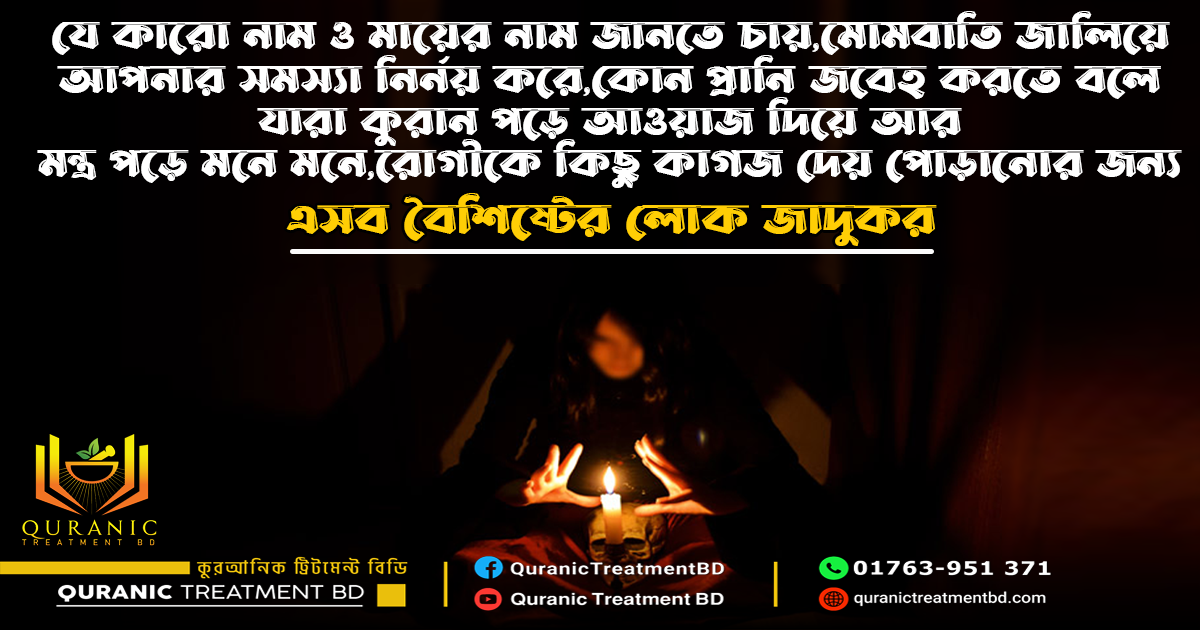 যে কারো নাম ও মায়ের নাম জানতে চায়,মোমবাতি জালিয়ে
আপনার সমস্যা নির্নয় করে,কোন প্রানি জবেহ করতে বলে
যারা কুরান পড়ে আওয়াজ দিয়ে আর
মন্ত্র পড়ে মনে মনে,রোগীকে কিছু কাগজ দেয় পোড়ানোর জন্য
এসব বৈশিষ্টের লোক জাদুকর
QURANIC
TREATMENT BD
কুরআনিক ট্রিটমেন্ট বিডি
QURANIC TREATMENT BD
QuranicTreatmentBD
Quranic Treatment BD
01763-951 371
quranictreatmentbd.com